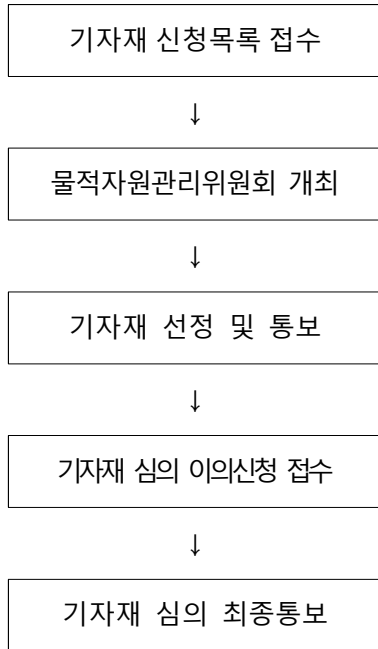 기자재 신청목록 접수
↓
물적자원관리위원회 개최
↓
기자재 선정 및 통보
↓
기자재 심의 이의신청 접수
↓
기자재 심의 최종통보